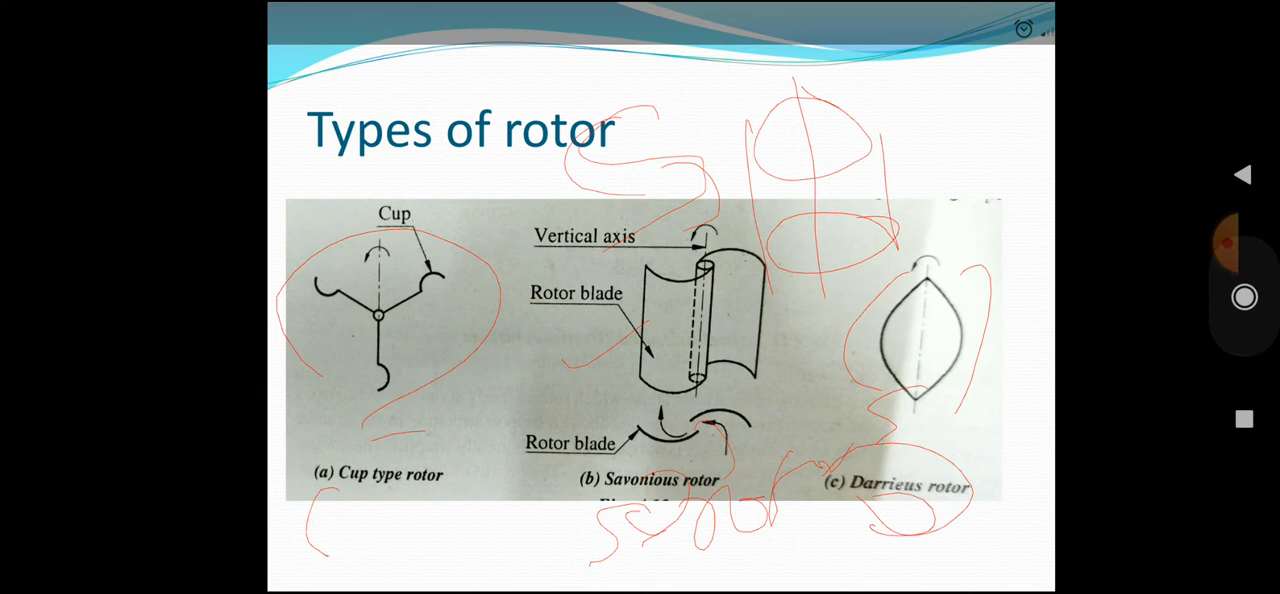 Types of rotor
Cup
Vertical axis
Rotor blade
Rotor blade
(a) Cup type rotor
(b) Savonious rotor
(c) Darrieus rotor